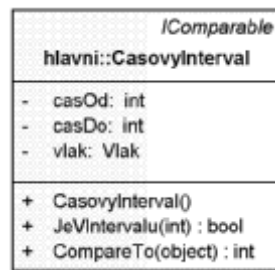 IComparable
hlavni::CasovyInterval
- casOd: int
- casDo: int
- vlak: Vlak
+ CasovyInterval()
+ JeVIntervalu(int) : bool
+ CompareTo(object) : int